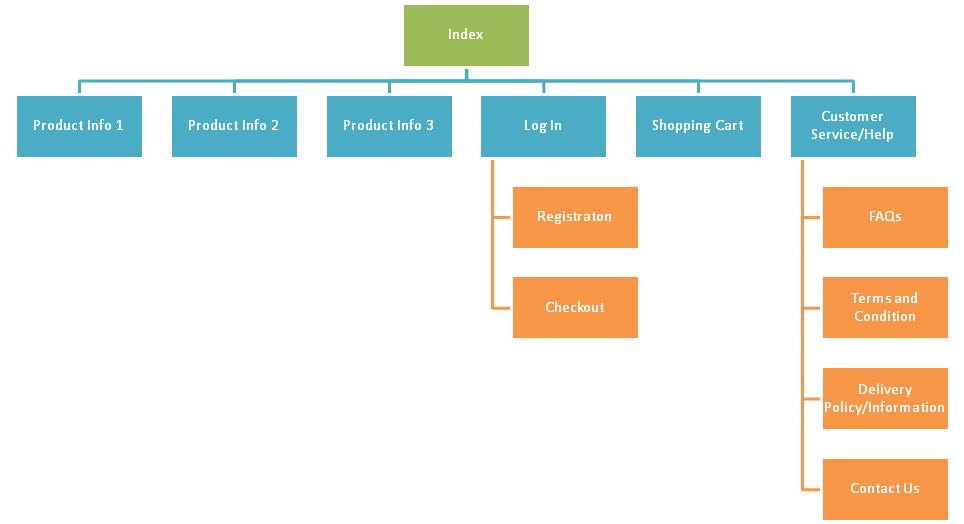 Index
Product Info 1
Product Info 2
Product Info 3
Log In
Shopping Cart
Customer
Service/Help
Registraton
Checkout
FAQs
Terms and
Condition
Delivery
Policy/Information
Contact Us